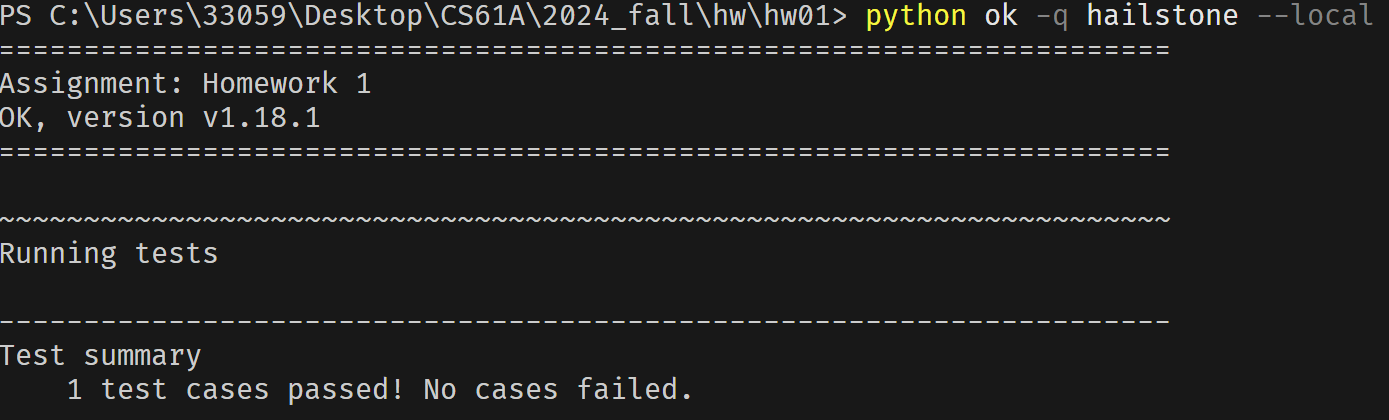 PS C:\Users\33059\Desktop\CS61A\2024_fall\hw\hw01> python ok -q hailstone --local
=====================================================================
Assignment: Homework 1
OK, version v1.18.1
=====================================================================
~~~~~~~~~~~~~~~~~~~~~~~~~~~~~~~~~~~~~~~~~~~~~~~~~~~~~~~~~~~~~~~~~~~~~
Running tests
---------------------------------------------------------------------
Test summary
    1 test cases passed! No cases failed.